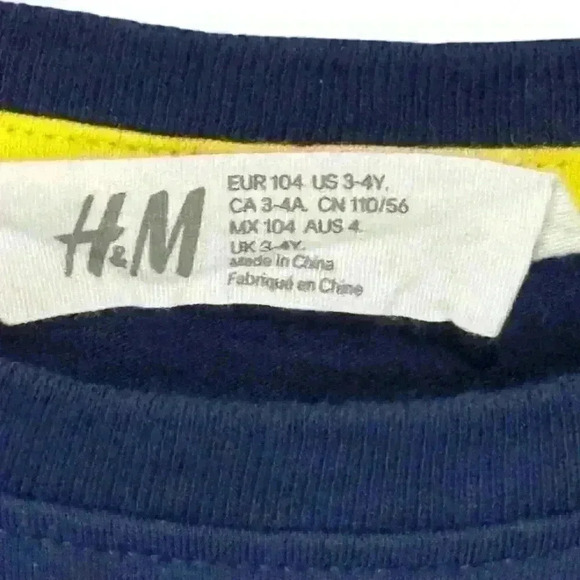 H&M
EUR 104 US 3-4Y.
CA 3-4A. CN 110/56
MX 104 AUS 4
UK 3-4Y.
Made in China
Fabriqué en Chine